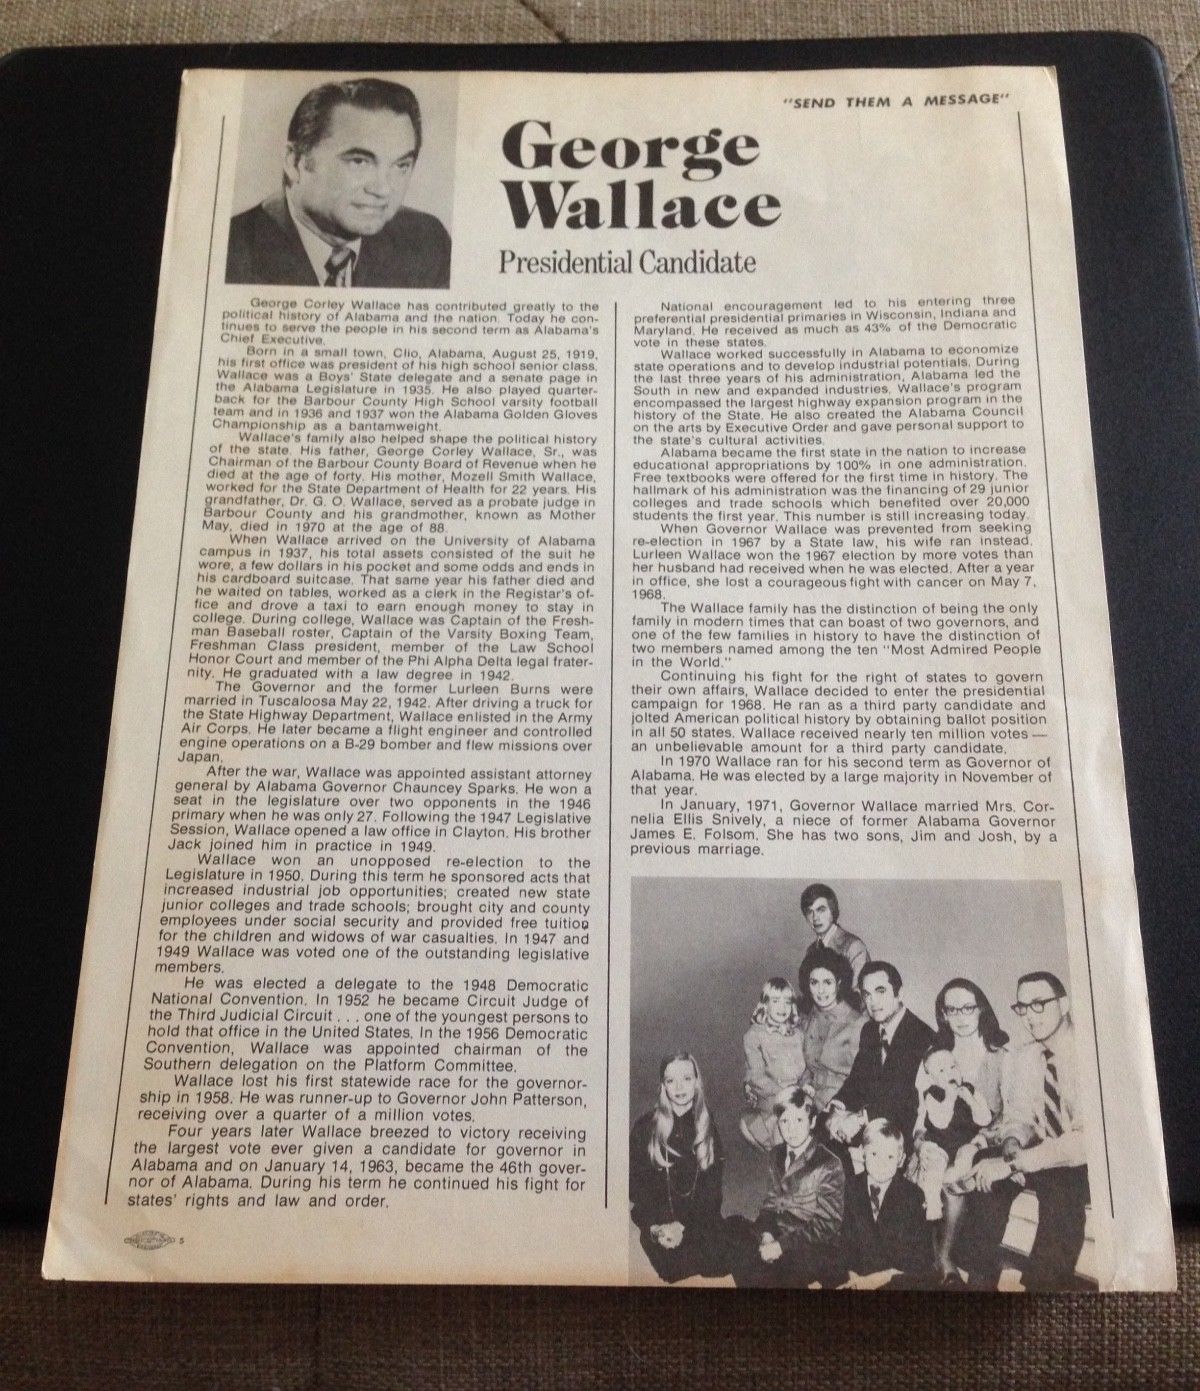 "SEND THEM A MESSAGE"
George
Wallace
Presidential Candidate
George Corley Wallace has contributed greatly to the
political history of Alabama and the nation. Today he con-
tinues to serve the people in his second term as Alabama's
Chief Executive.
Born in a small town, Clio, Alabama, August 25, 1919,
his first office was president of his high school senior class.
Wallace was a Boys' State delegate and a senate page in
the Alabama Legislature in 1935. He also played quarter-
back for the Barbour County High School varsity football
team and in 1936 and 1937 won the Alabama Golden Gloves
Championship as a bantamweight.
Wallace's family also helped shape the political history
of the state. His father, George Corley Wallace, Sr., was
Chairman of the Barbour County Board of Revenue when he
died at the age of forty. His mother, Mozell Smith Wallace,
worked for the State Department of Health for 22 years. His
grandfather, Dr. G. O. Wallace, served as a probate judge in
Barbour County and his grandmother, known as Mother
May, died in 1970 at the age of 88.
When Wallace arrived on the University of Alabama
campus in 1937, his total assets consisted of the suit he
wore, a few dollars in his pocket and some odds and ends in
his cardboard suitcase. That same year his father died and
he waited on tables, worked as a clerk in the Registar's of-
fice and drove a taxi to earn enough money to stay in
college. During college, Wallace was Captain of the Fresh-
man Baseball roster, Captain of the Varsity Boxing Team,
Freshman Class president, member of the Law School
Honor Court and member of the Phi Alpha Delta legal frater-
nity. He graduated with a law degree in 1942.
The Governor and the former Lurleen Burns were
married in Tuscaloosa May 22, 1942. After driving a truck for
the State Highway Department, Wallace enlisted in the Army
Air Corps. He later became a flight engineer and controlled
engine operations on a B-29 bomber and flew missions over
Japan.
After the war, Wallace was appointed assistant attorney
general by Alabama Governor Chauncey Sparks. He won a
seat in the legislature over two opponents in the 1946
primary when he was only 27. Following the 1947 Legislative
Session, Wallace opened a law office in Clayton. His brother
Jack joined him in practice in 1949.
Wallace won an unopposed re-election to the
Legislature in 1950. During this term he sponsored acts that
increased industrial job opportunities; created new state
junior colleges and trade schools; brought city and county
employees under social security and provided free tuition
for the children and widows of war casualties. In 1947 and
1949 Wallace was voted one of the outstanding legislative
members.
He was elected a delegate to the 1948 Democratic
National Convention. In 1952 he became Circuit Judge of
the Third Judicial Circuit . . . one of the youngest persons to
hold that office in the United States. In the 1956 Democratic
Convention, Wallace was appointed chairman of the
Southern delegation on the Platform Committee.
Wallace lost his first statewide race for the governor-
ship in 1958. He was runner-up to Governor John Patterson,
receiving over a quarter of a million votes.
Four years later Wallace breezed to victory receiving
the largest vote ever given a candidate for governor in
Alabama and on January 14, 1963, became the 46th gover-
nor of Alabama. During his term he continued his fight for
states' rights and law and order.
National encouragement led to his entering three
preferential presidential primaries in Wisconsin, Indiana and
Maryland. He received as much as 43% of the Democratic
vote in these states.
Wallace worked successfully in Alabama to economize
state operations and to develop industrial potentials. During
the last three years of his administration, Alabama led the
South in new and expanded industries. Wallace's program
encompassed the largest highway expansion program in the
history of the State. He also created the Alabama Council
on the arts by Executive Order and gave personal support to
the state's cultural activities.
Alabama became the first state in the nation to increase
educational appropriations by 100% in one administration.
Free textbooks were offered for the first time in history. The
hallmark of his administration was the financing of 29 junior
colleges and trade schools which benefited over 20,000
students the first year. This number is still increasing today.
When Governor Wallace was prevented from seeking
re-election in 1967 by a State law, his wife ran instead.
Lurleen Wallace won the 1967 election by more votes than
her husband had received when he was elected. After a year
in office, she lost a courageous fight with cancer on May 7,
1968.
The Wallace family has the distinction of being the only
family in modern times that can boast of two governors, and
one of the few families in history to have the distinction of
two members named among the ten "Most Admired People
in the World."
Continuing his fight for the right of states to govern
their own affairs, Wallace decided to enter the presidential
campaign for 1968. He ran as a third party candidate and
jolted American political history by obtaining ballot position
in all 50 states. Wallace received nearly ten million votes —
an unbelievable amount for a third party candidate.
In 1970 Wallace ran for his second term as Governor of
Alabama. He was elected by a large majority in November of
that year.
In January, 1971, Governor Wallace married Mrs. Cor-
nelia Ellis Snively, a niece of former Alabama Governor
James E. Folsom. She has two sons, Jim and Josh, by a
previous marriage.
5